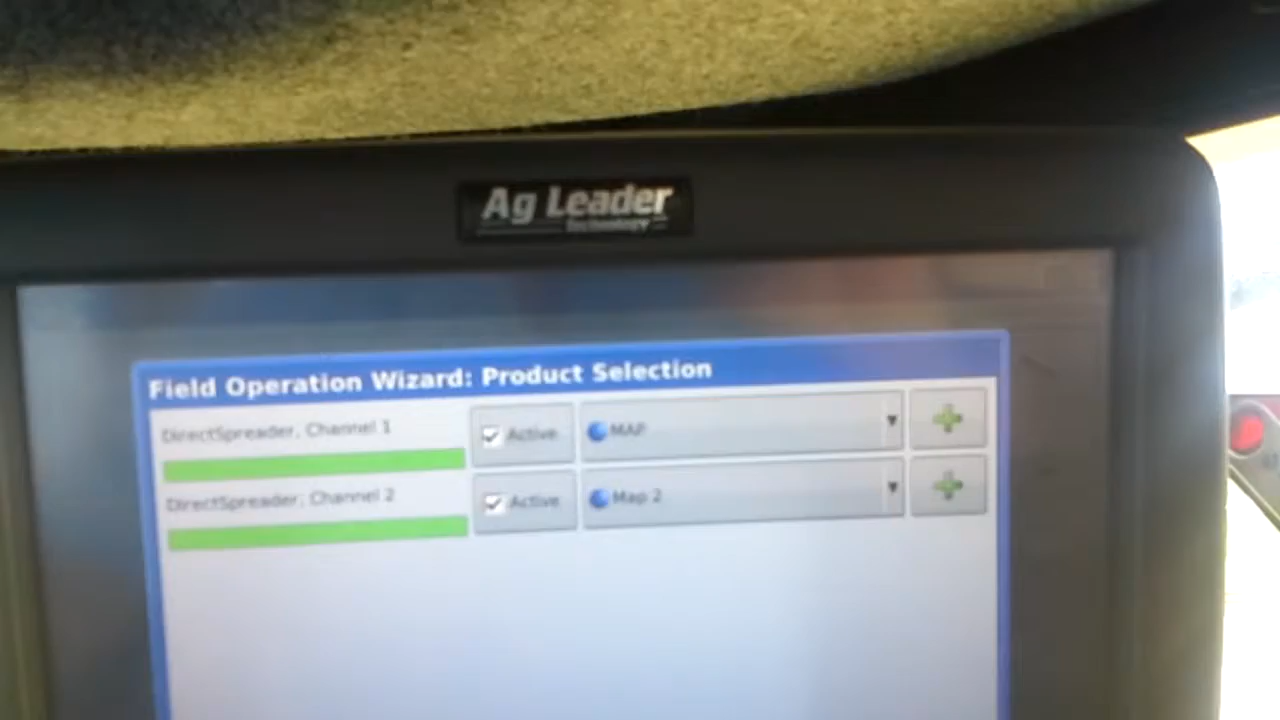 Ag Leader
Technology
Field Operation Wizard: Product Selection
DirectSpreader, Channel 1
Active
MAP
DirectSpreader, Channel 2
Active
Map 2